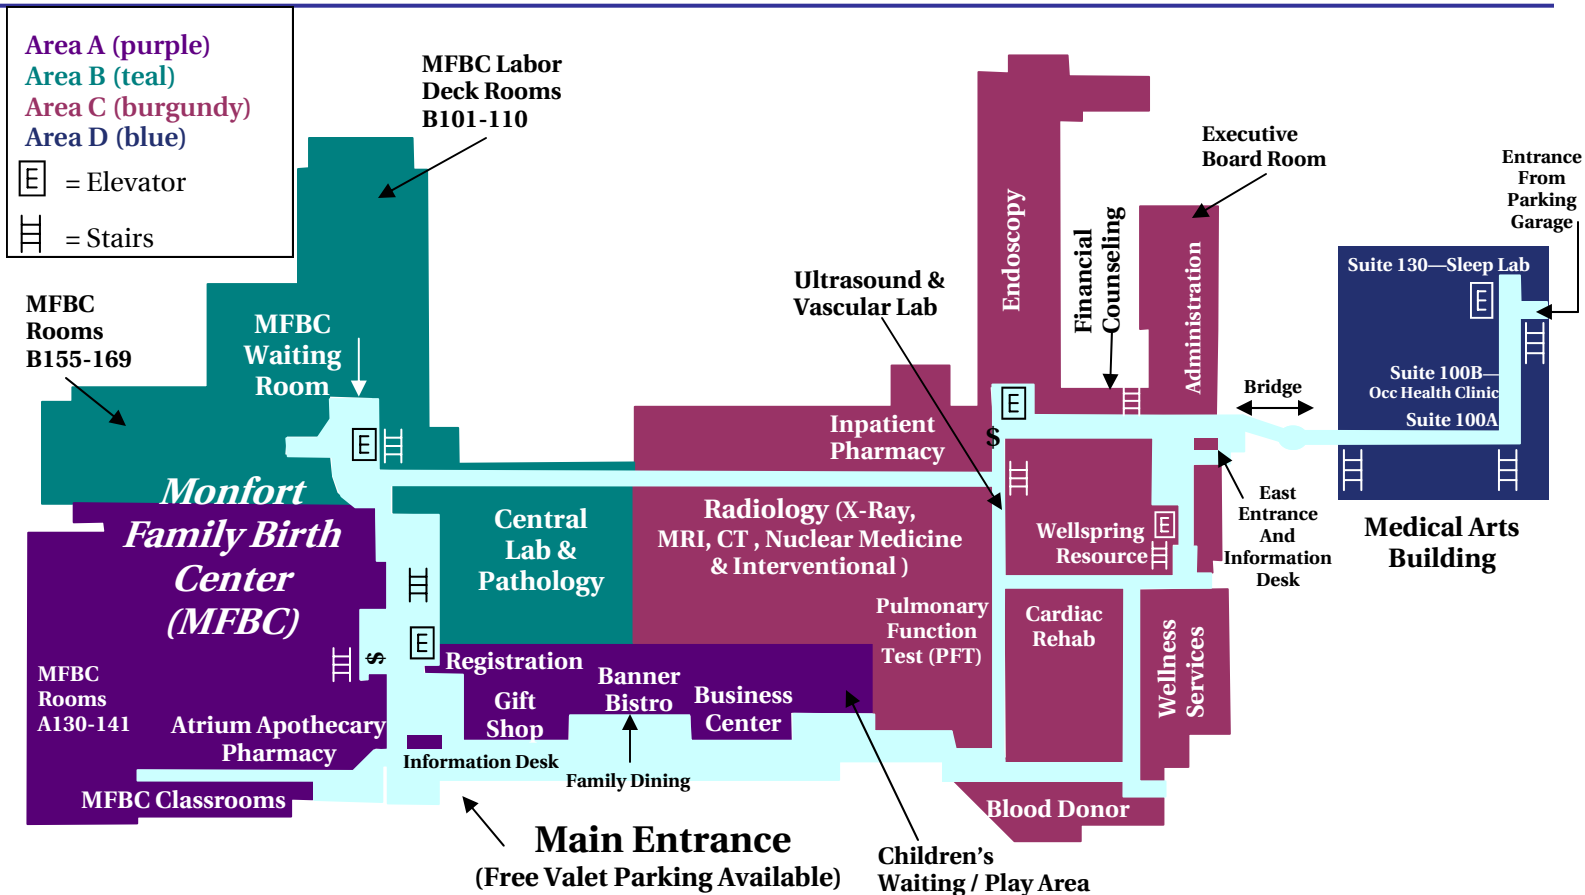 Area A (purple)
Area B (teal)
Area C (burgundy)
Area D (blue)
E = Elevator
= Stairs
MFBC Labor
Deck Rooms
B101-110
MFBC
Rooms
B155-169
MFBC
Waiting
Room
E
Monfort
Family Birth
Center
(MFBC)
MFBC
Rooms
A130-141
Atrium Apothecary
Pharmacy
MFBC Classrooms
$
E
Central
Lab &
Pathology
Registration
Gift
Shop
Banner
Bistro
Business
Center
Information Desk
Family Dining
Main Entrance
(Free Valet Parking Available)
Children's
Waiting / Play Area
Inpatient
Pharmacy
Radiology (X-Ray,
MRI, CT , Nuclear Medicine
& Interventional )
Pulmonary
Function
Test (PFT)
Ultrasound &
Vascular Lab
Endoscopy
Financial
Counseling
Executive
Board Room
Administration
E
$
Wellspring
Resource
E
Cardiac
Rehab
Wellness
Services
Blood Donor
Bridge
East
Entrance
And
Information
Desk
Entrance
From
Parking
Garage
Suite 130—Sleep Lab
E
Suite 100B—
Occ Health Clinic
Suite 100A
Medical Arts
Building